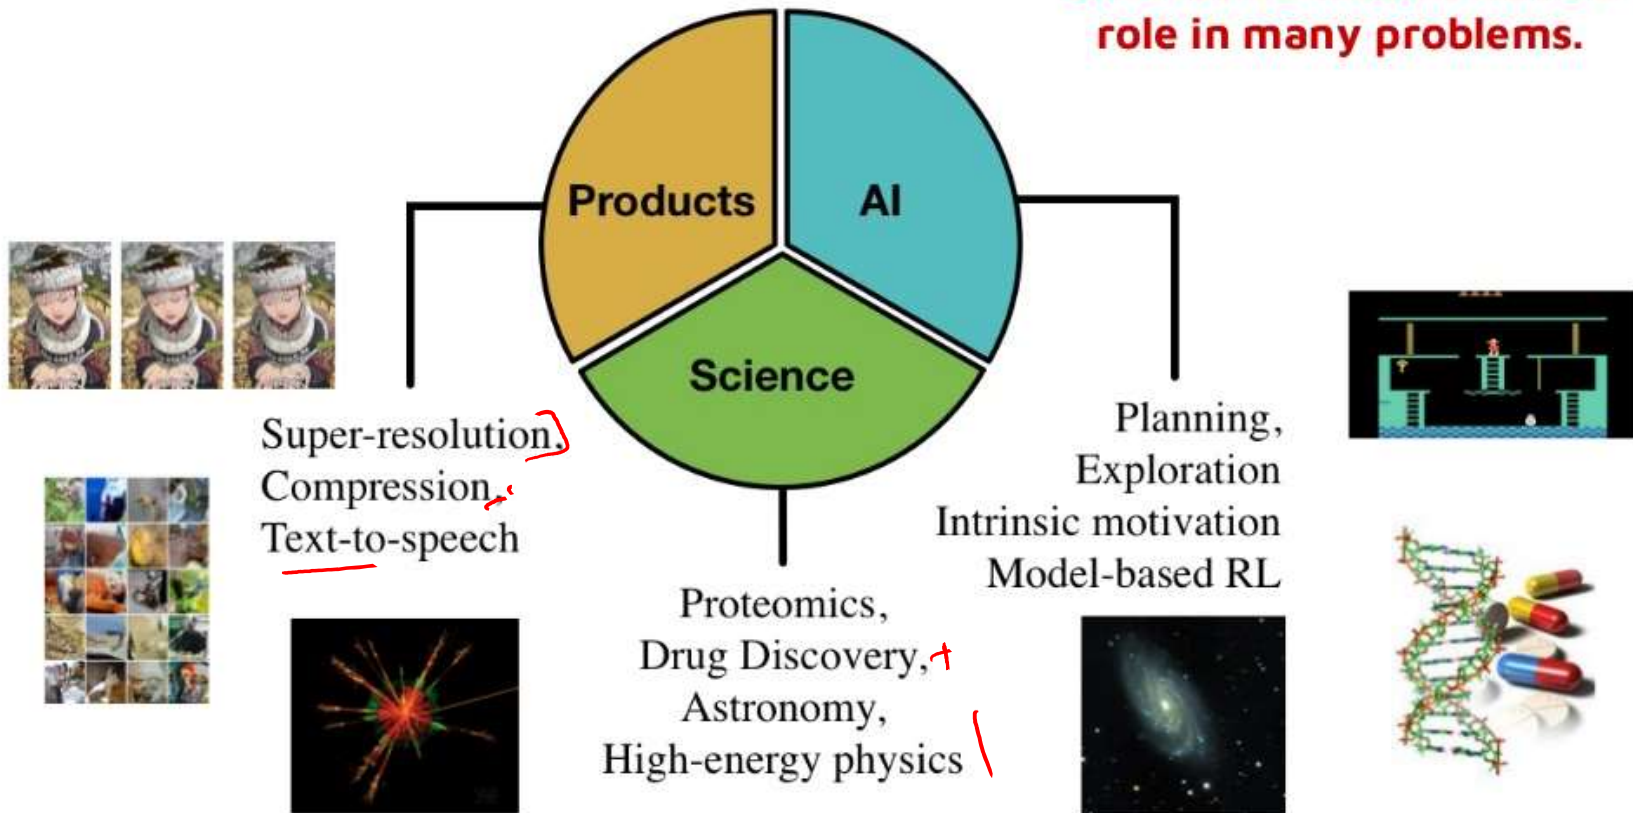 role in many problems.
Products
AI
Science
Super-resolution,
Compression,
Text-to-speech
Planning,
Exploration
Intrinsic motivation
Model-based RL
Proteomics,
Drug Discovery,
Astronomy,
High-energy physics